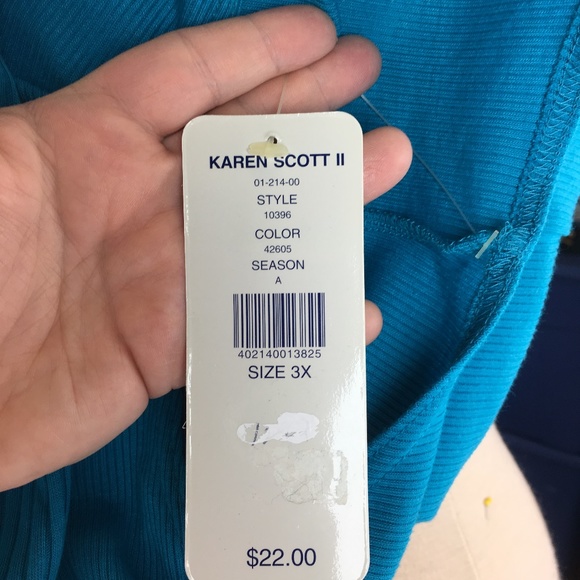 KAREN SCOTT II
01-214-00
STYLE
10396
COLOR
42605
SEASON
A
402140013825
SIZE 3X
$22.00